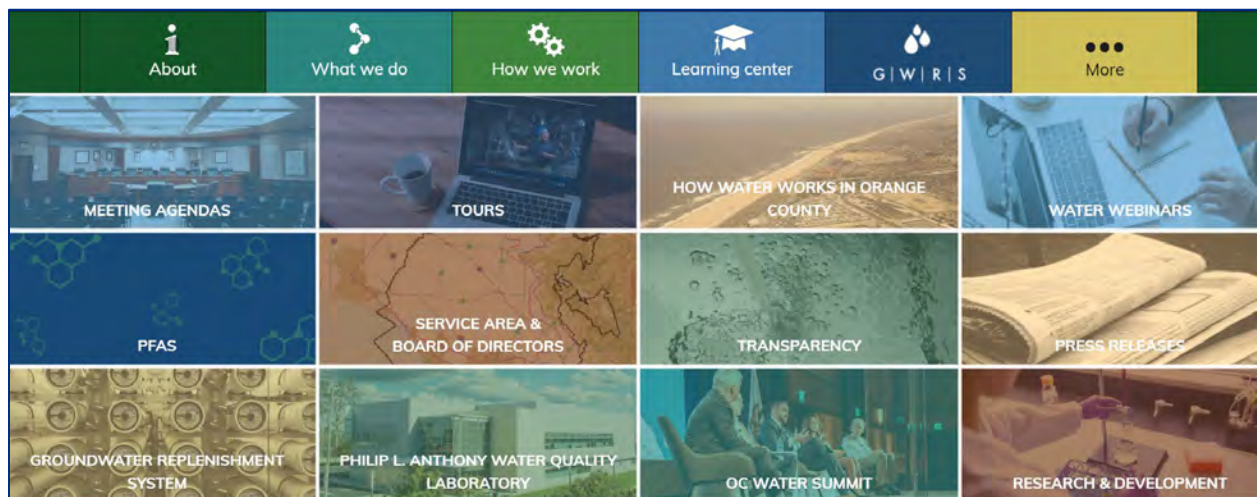 About
What we do
How we work
Learning center
G|W|R|S
More
MEETING AGENDAS
TOURS
HOW WATER WORKS IN ORANGE
COUNTY
WATER WEBINARS
PFAS
SERVICE AREA &
BOARD OF DIRECTORS
TRANSPARENCY
PRESS RELEASES
GROUNDWATER REPLENISHMENT
SYSTEM
PHILIP L. ANTHONY WATER QUALITY
LABORATORY
OC WATER SUMMIT
RESEARCH & DEVELOPMENT